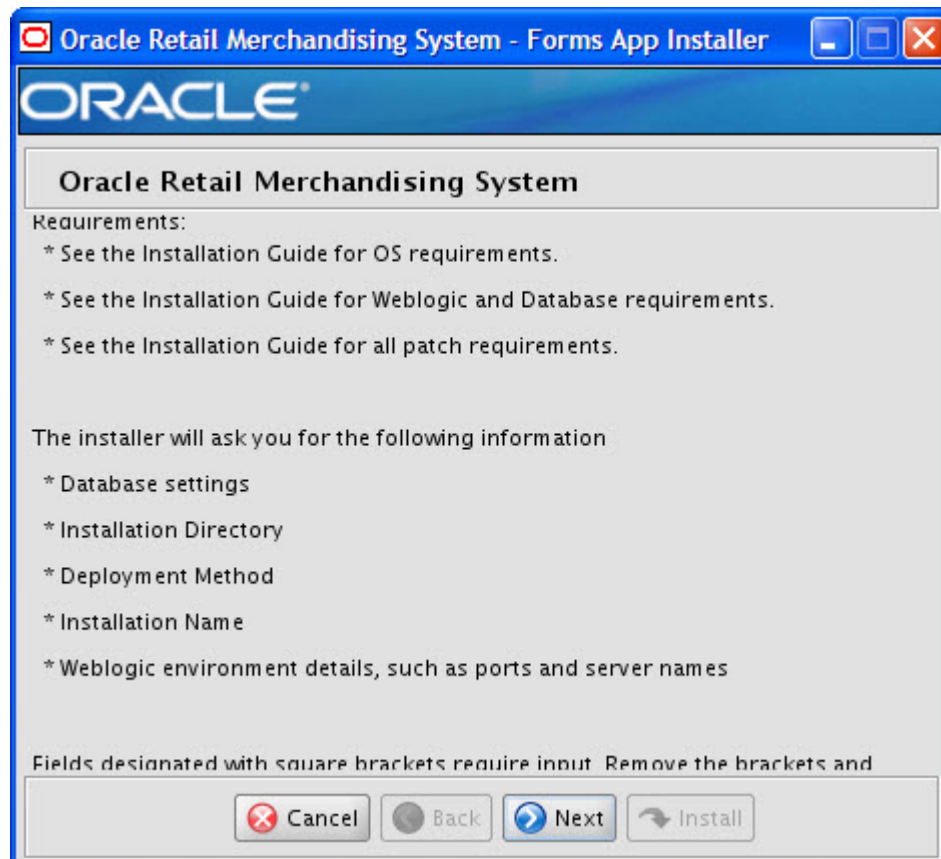 Oracle Retail Merchandising System - Forms App Installer
ORACLE
Oracle Retail Merchandising System
Requirements:
* See the Installation Guide for OS requirements.
* See the Installation Guide for Weblogic and Database requirements.
* See the Installation Guide for all patch requirements.
The installer will ask you for the following information
* Database settings
* Installation Directory
* Deployment Method
* Installation Name
* Weblogic environment details, such as ports and server names
Fields designated with square brackets require input. Remove the brackets and
Cancel Back Next Install